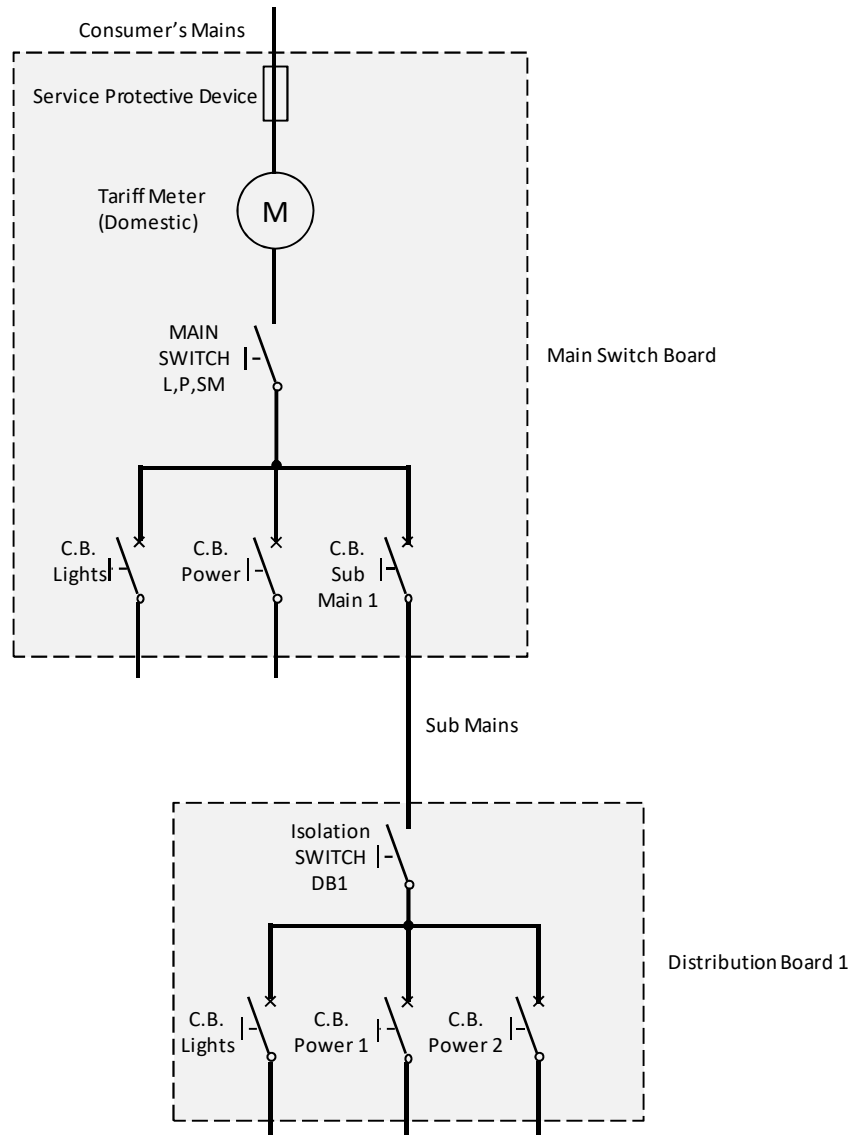 Consumer's Mains
Service Protective Device
Tariff Meter
(Domestic)
M
MAIN
SWITCH
L,P,SM
Main Switch Board
C.B.
Lights
C.B.
Power
C.B.
Sub
Main 1
Sub Mains
Isolation
SWITCH
DB1
Distribution Board 1
C.B.
Lights
C.B.
Power 1
C.B.
Power 2